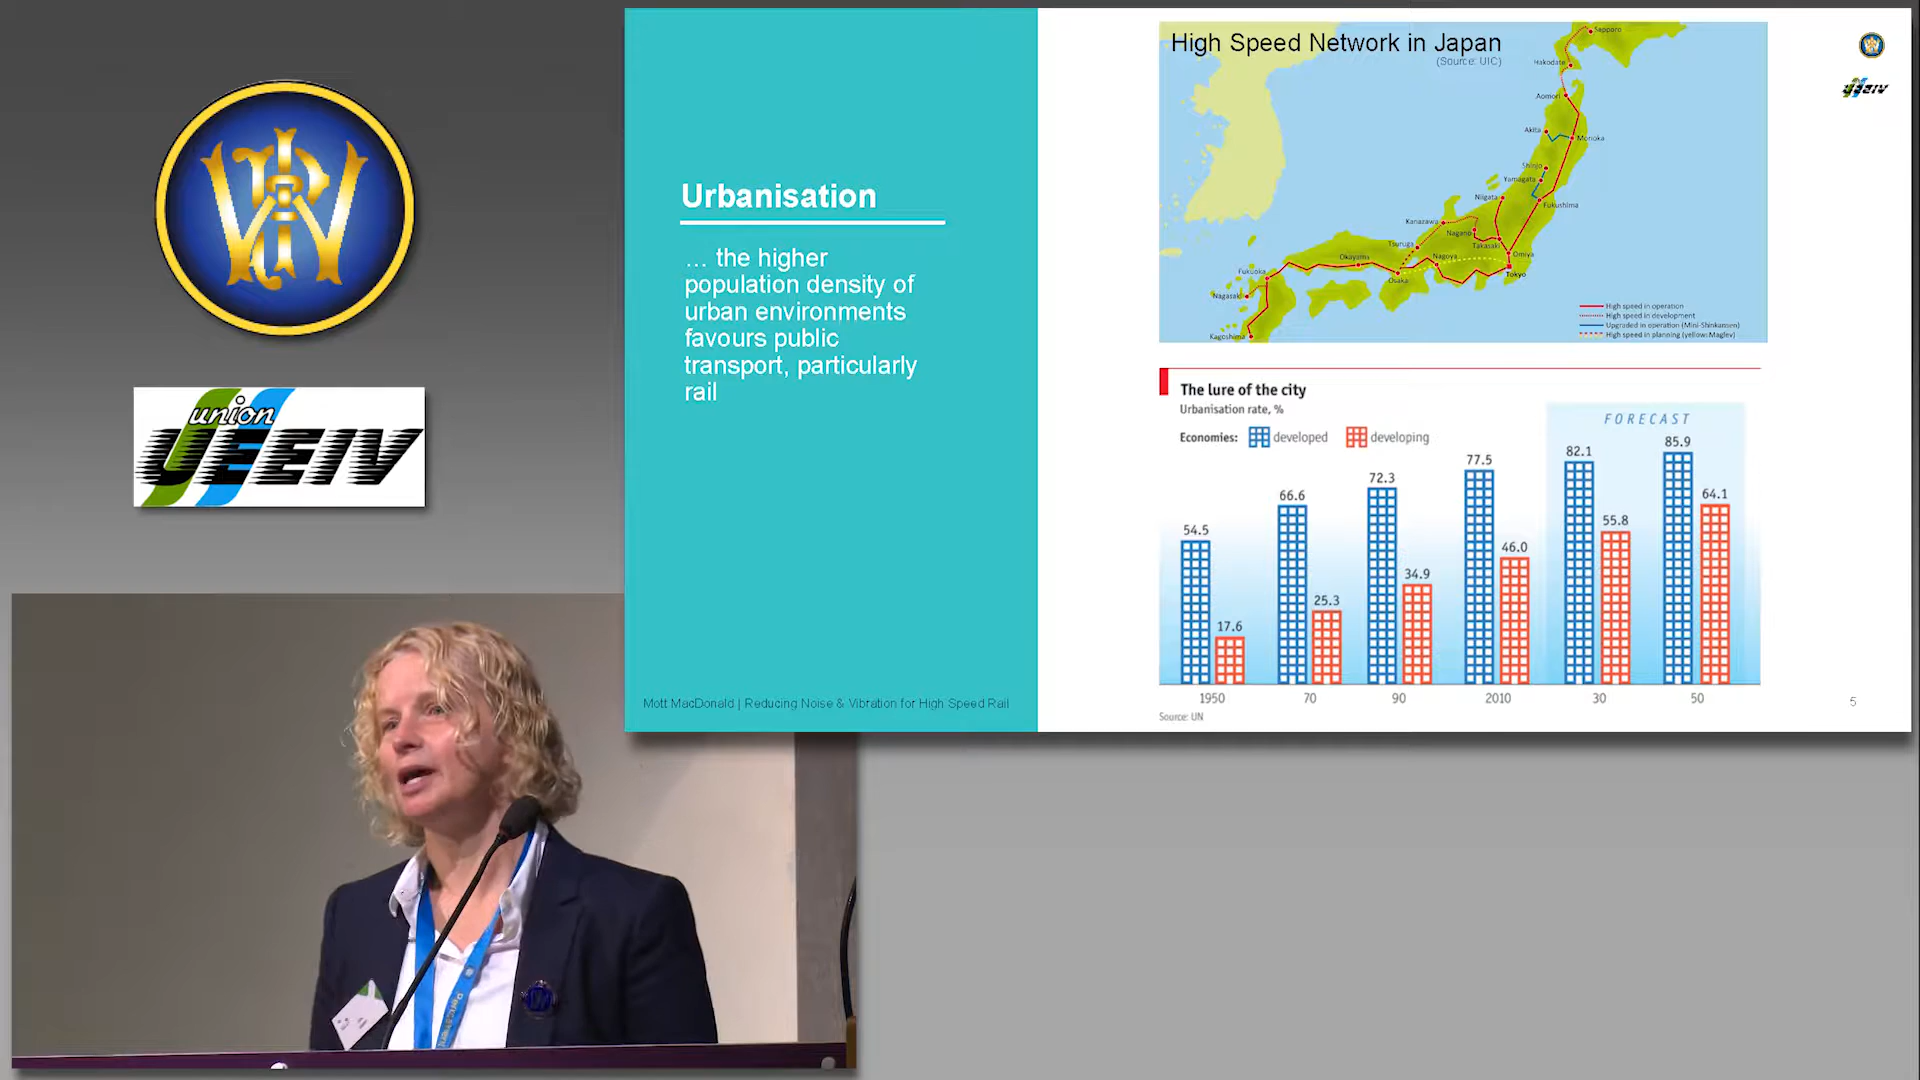 union
UEEIV
Urbanisation
… the higher
population density of
urban environments
favours public
transport, particularly
rail
Mott MacDonald | Reducing Noise & Vibration for High Speed Rail
High Speed Network in Japan
(Source: UIC)
Sapporo
Hakodate
Aomori
Akita
Morioka
Shinjo
Yamagata
Niigata
Fukushima
Kanazawa
Nagano
Takasaki
Tsuruga
Omiya
Okayama
Nagoya
Tokyo
Fukuoka
Osaka
Nagasaki
Kagoshima
High speed in operation
High speed in development
Upgraded in operation (Mini-Shinkansen)
High speed in planning (yellow:Maglev)
UEEIV
The lure of the city
Urbanisation rate, %
Economies: developed developing
FORECAST
54.5 17.6 66.6 25.3 72.3 34.9 77.5 46.0 82.1 55.8 85.9 64.1
1950 70 90 2010 30 50
Source: UN
5